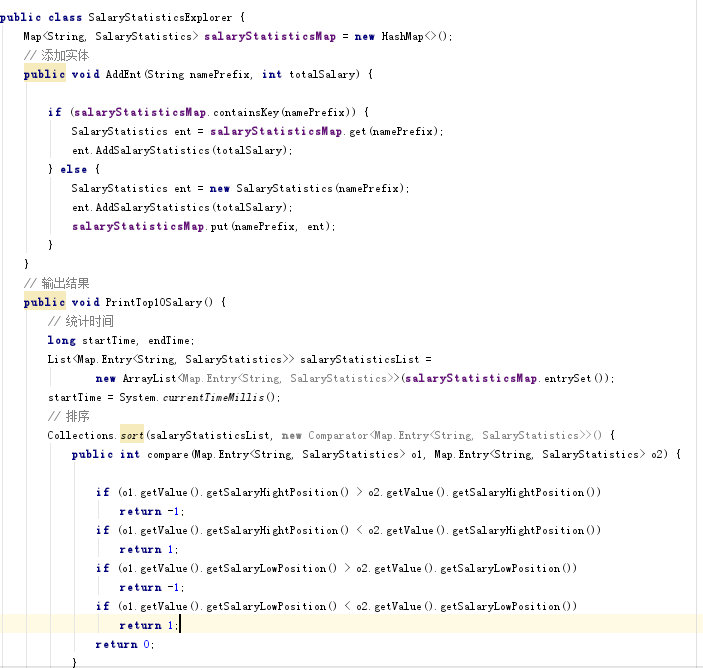 public class SalaryStatisticsExplorer {
Map<String, SalaryStatistics> salaryStatisticsMap = new HashMap<>();
// 添加实体
public void AddEnt(String namePrefix, int totalSalary) {
if (salaryStatisticsMap.containsKey(namePrefix)) {
SalaryStatistics ent = salaryStatisticsMap.get(namePrefix);
ent.AddSalaryStatistics(totalSalary);
} else {
SalaryStatistics ent = new SalaryStatistics(namePrefix);
ent.AddSalaryStatistics(totalSalary);
salaryStatisticsMap.put(namePrefix, ent);
}
}
// 输出结果
public void PrintTop10Salary() {
// 统计时间
long startTime, endTime;
List<Map.Entry<String, SalaryStatistics>> salaryStatisticsList =
new ArrayList<Map.Entry<String, SalaryStatistics>>(salaryStatisticsMap.entrySet());
startTime = System.currentTimeMillis();
// 排序
Collections.sort(salaryStatisticsList, new Comparator<Map.Entry<String, SalaryStatistics>>() {
public int compare(Map.Entry<String, SalaryStatistics> o1, Map.Entry<String, SalaryStatistics> o2) {
if (o1.getValue().getSalaryHightPosition() > o2.getValue().getSalaryHightPosition())
return -1;
if (o1.getValue().getSalaryHightPosition() < o2.getValue().getSalaryHightPosition())
return 1;
if (o1.getValue().getSalaryLowPosition() > o2.getValue().getSalaryLowPosition())
return -1;
if (o1.getValue().getSalaryLowPosition() < o2.getValue().getSalaryLowPosition())
return 1;
return 0;
}